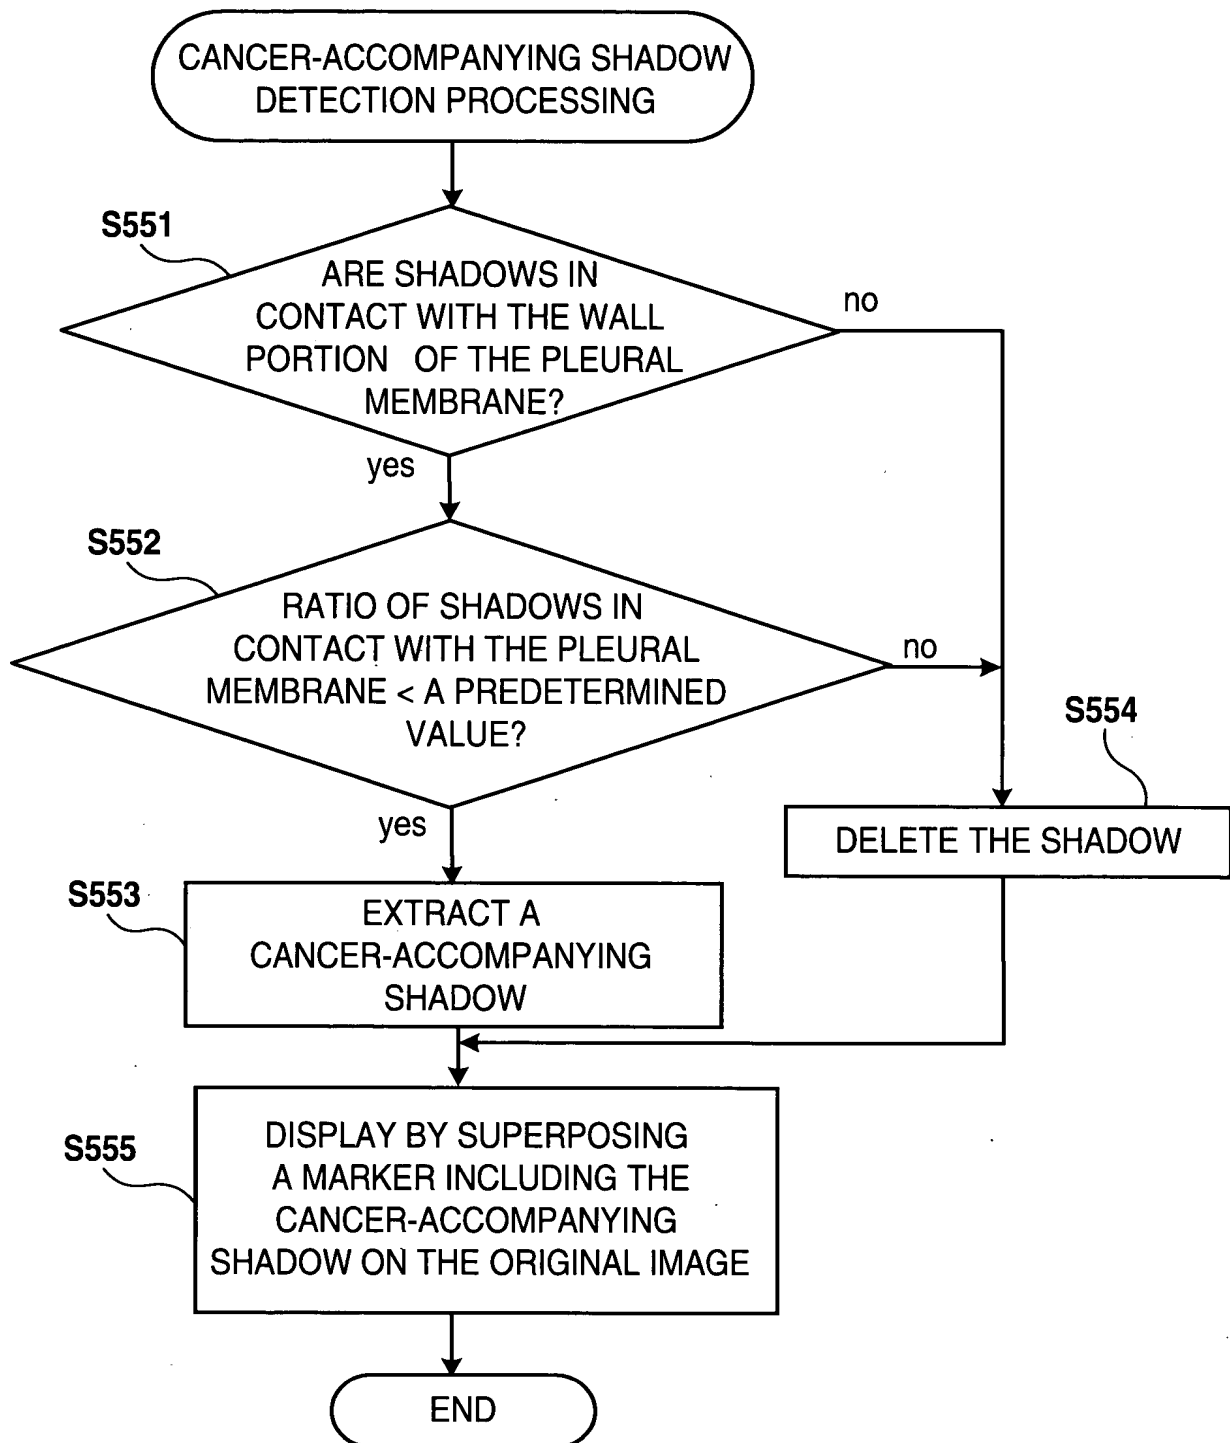 CANCER-ACCOMPANYING SHADOW
DETECTION PROCESSING
S551
ARE SHADOWS IN
CONTACT WITH THE WALL
PORTION OF THE PLEURAL
MEMBRANE?
no
yes
S552
RATIO OF SHADOWS IN
CONTACT WITH THE PLEURAL
MEMBRANE < A PREDETERMINED
VALUE?
no
yes
S554
DELETE THE SHADOW
S553
EXTRACT A
CANCER-ACCOMPANYING
SHADOW
S555
DISPLAY BY SUPERPOSING
A MARKER INCLUDING THE
CANCER-ACCOMPANYING
SHADOW ON THE ORIGINAL IMAGE
END